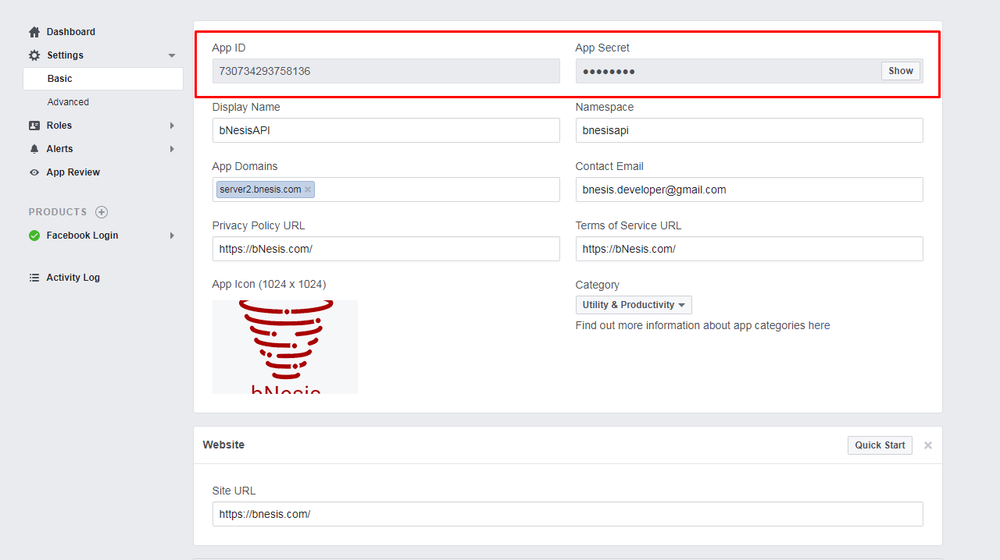 Dashboard
Settings
Basic
Advanced
Roles
Alerts
App Review
PRODUCTS
Facebook Login
Activity Log
App ID
App Secret
730734293758136
●●●●●●●●
Show
Display Name
Namespace
bNesisAPI
bnesisapi
App Domains
Contact Email
server2.bnesis.com
bnesis.developer@gmail.com
Privacy Policy URL
Terms of Service URL
https://bNesis.com/
https://bNesis.com/
App Icon (1024 x 1024)
Category
Utility & Productivity
Find out more information about app categories here
bNesis
Website
Quick Start
Site URL
https://bnesis.com/